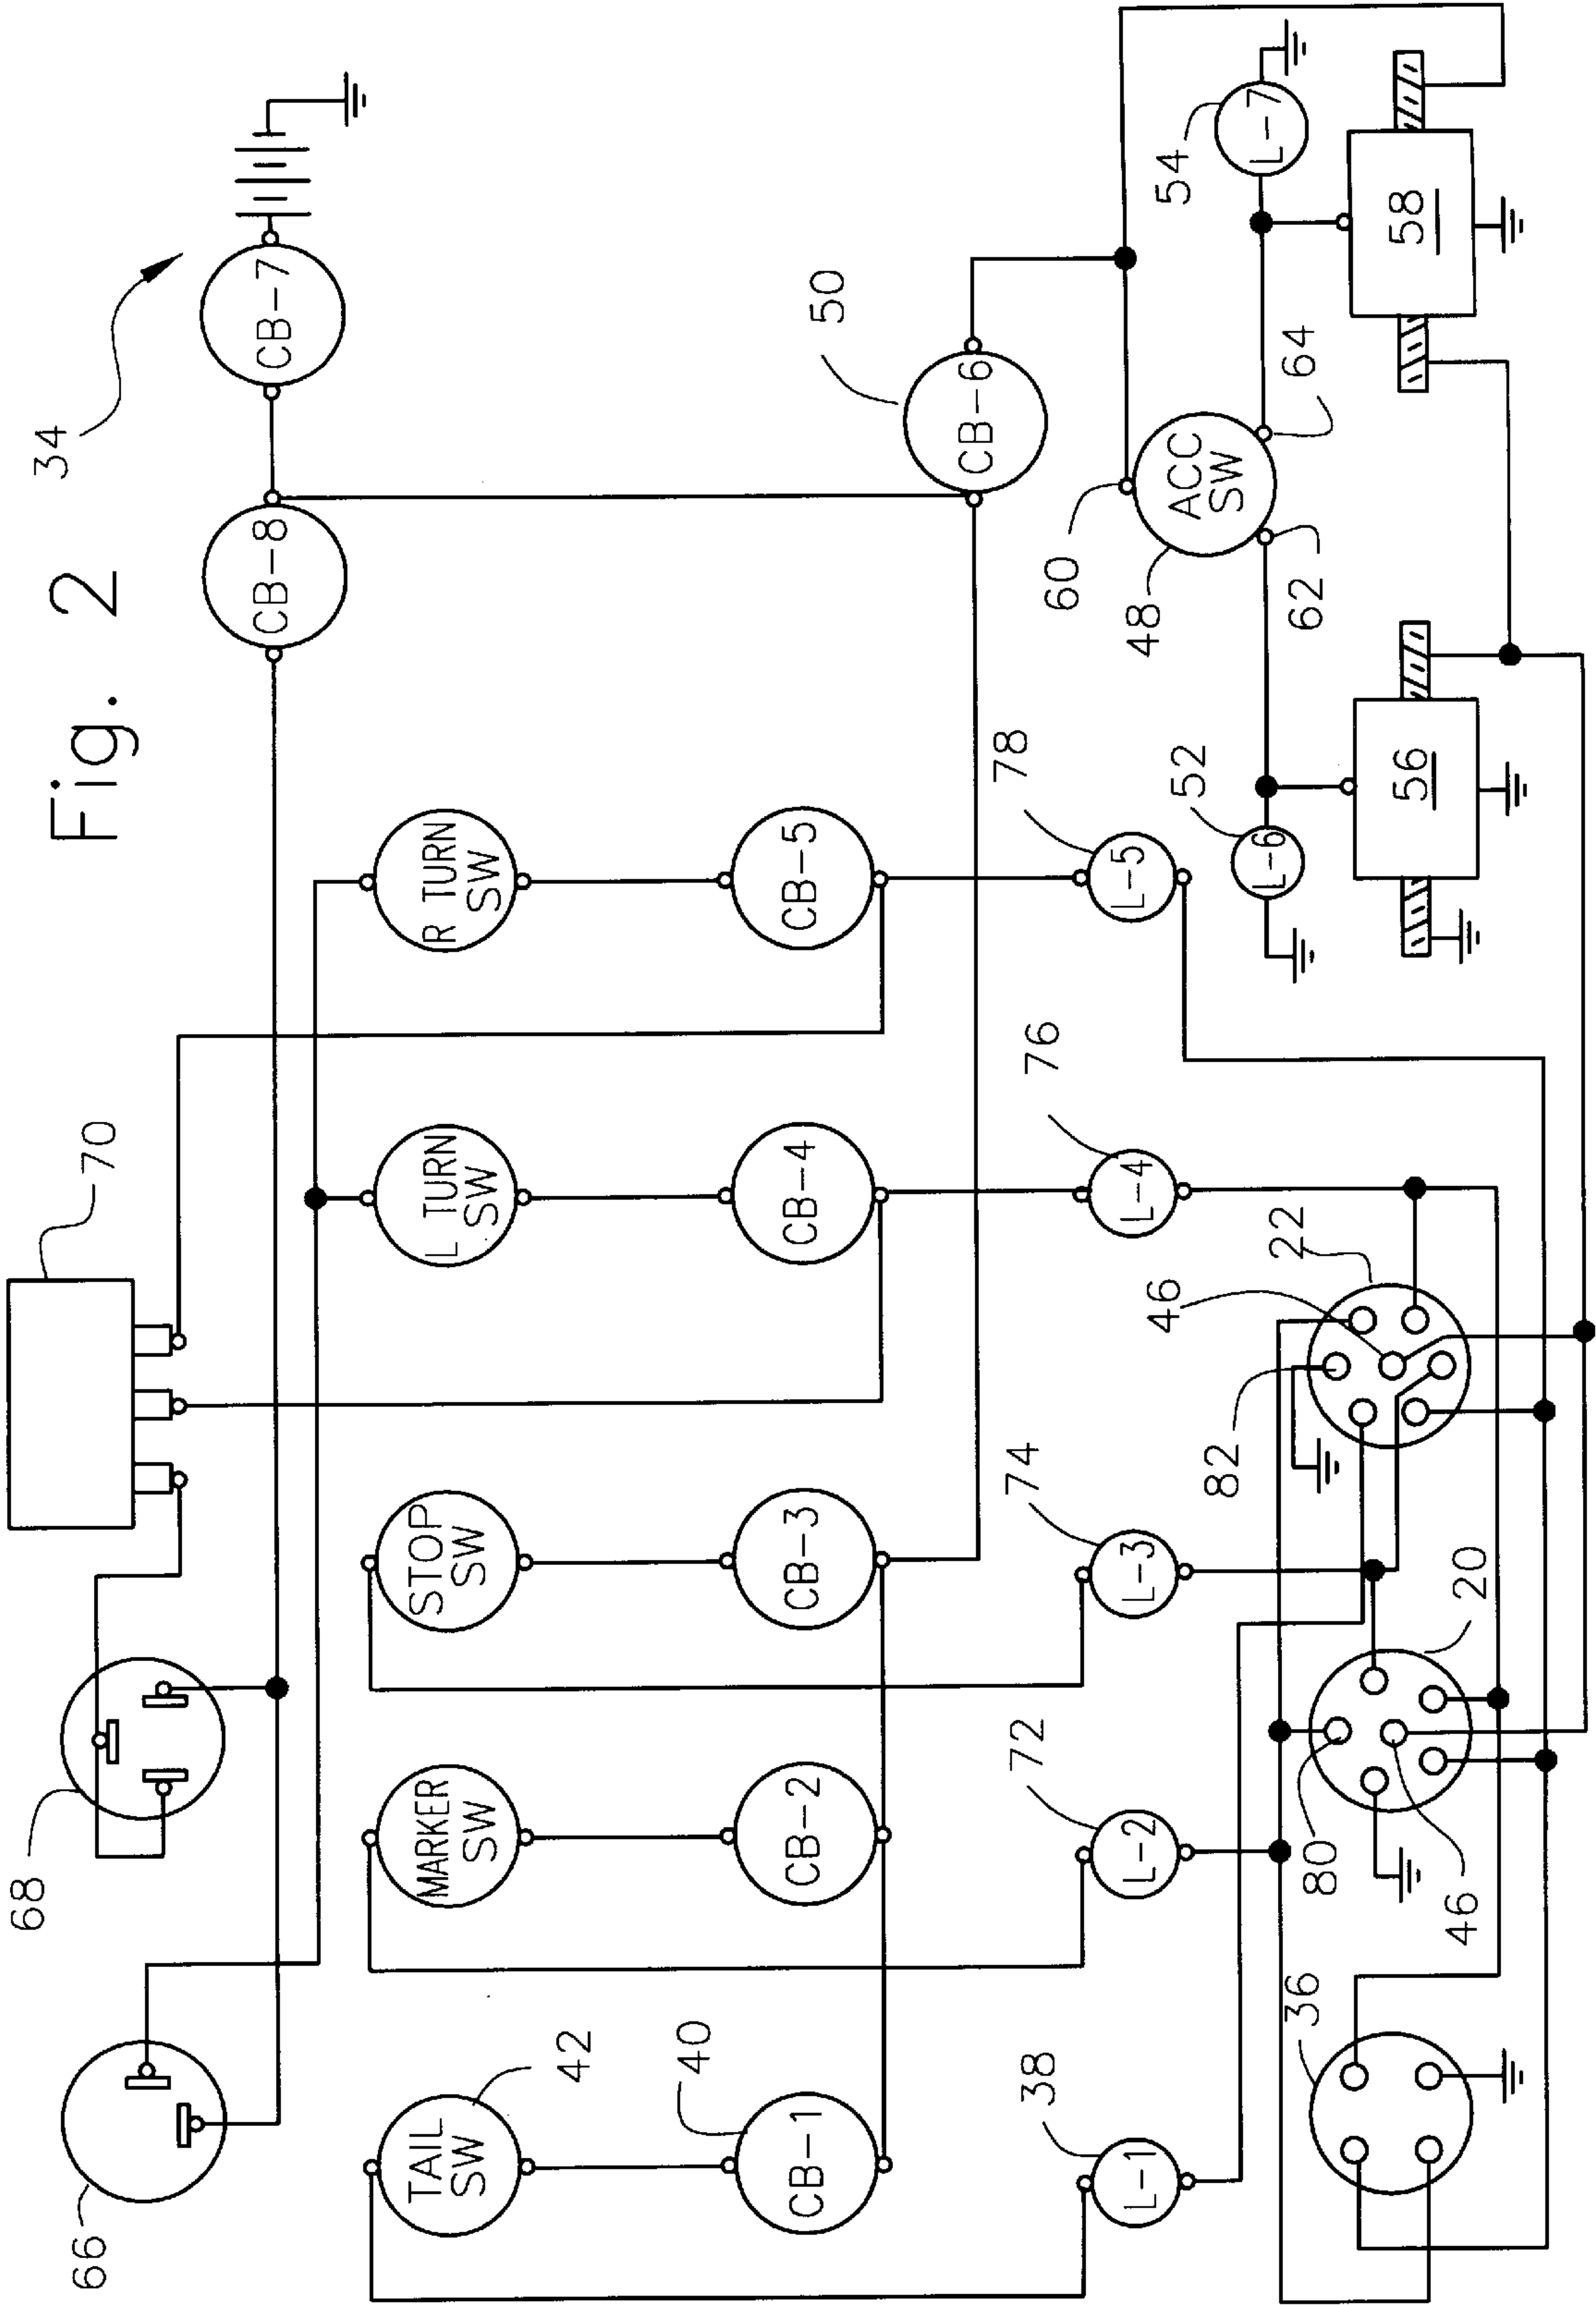 Fig. 2
34
CB-8
CB-7
70
68
66
TAIL
SW
MARKER
SW
STOP
SW
L TURN
SW
R TURN
SW
42
40
CB-1
CB-2
CB-3
CB-4
CB-5
CB-6
50
38
L-1
72
L-2
74
L-3
76
L-4
78
L-5
60
ACC
SW
48
62
64
52
L-6
54
L-7
56
58
36
80
46
20
82
46
22